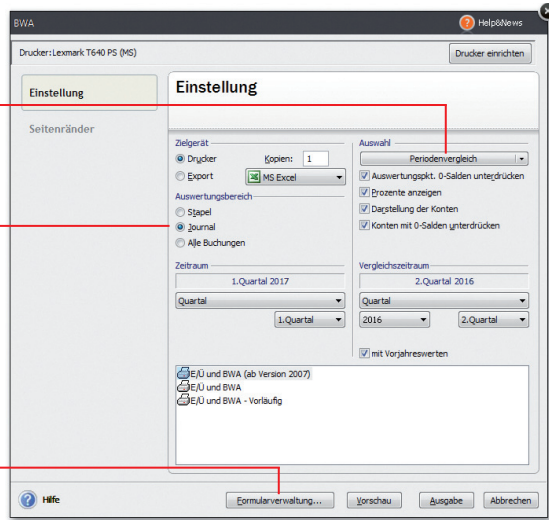 BWA
Help&News
Drucker:Lexmark T640 PS (MS)
Drucker einrichten
Einstellung
Seitenränder
Einstellung
Zielgerät
Drucker
Kopien: 1
Export
MS Excel
Auswertungsbereich
Stapel
Journal
Alle Buchungen
Auswahl
Periodenvergleich
Auswertungspkt. 0-Salden unterdrücken
Prozente anzeigen
Darstellung der Konten
Konten mit 0-Salden unterdrücken
Zeitraum
1.Quartal 2017
Quartal
1.Quartal
Vergleichszeitraum
2.Quartal 2016
Quartal
2016
2.Quartal
mit Vorjahreswerten
E/Ü und BWA (ab Version 2007)
E/Ü und BWA
E/Ü und BWA - Vorläufig
Hilfe
Formularverwaltung...
Vorschau
Ausgabe
Abbrechen